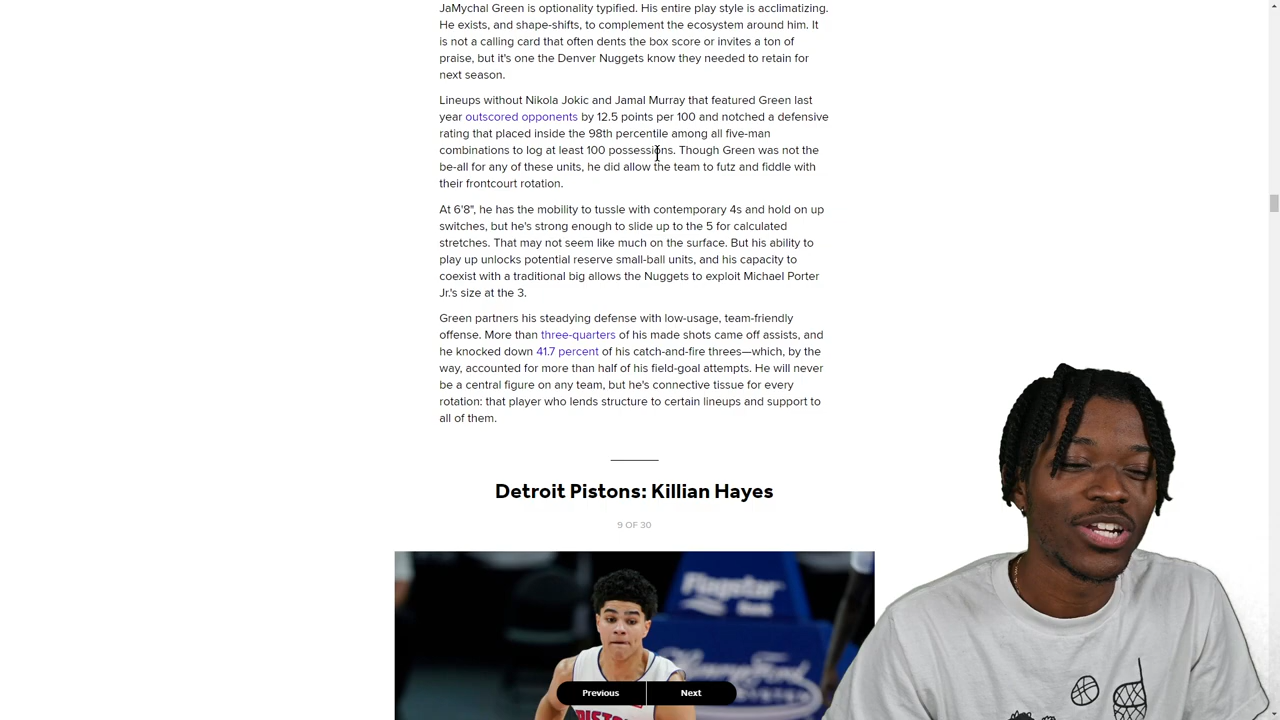 JaMychal Green is optionality typified. His entire play style is acclimatizing.
He exists, and shape-shifts, to complement the ecosystem around him. It
is not a calling card that often dents the box score or invites a ton of
praise, but it's one the Denver Nuggets know they needed to retain for
next season.
Lineups without Nikola Jokic and Jamal Murray that featured Green last
year outscored opponents by 12.5 points per 100 and notched a defensive
rating that placed inside the 98th percentile among all five-man
combinations to log at least 100 possessions. Though Green was not the
be-all for any of these units, he did allow the team to futz and fiddle with
their frontcourt rotation.
At 6'8", he has the mobility to tussle with contemporary 4s and hold on up
switches, but he's strong enough to slide up to the 5 for calculated
stretches. That may not seem like much on the surface. But his ability to
play up unlocks potential reserve small-ball units, and his capacity to
coexist with a traditional big allows the Nuggets to exploit Michael Porter
Jr.'s size at the 3.
Green partners his steadying defense with low-usage, team-friendly
offense. More than three-quarters of his made shots came off assists, and
he knocked down 41.7 percent of his catch-and-fire threes—which, by the
way, accounted for more than half of his field-goal attempts. He will never
be a central figure on any team, but he's connective tissue for every
rotation: that player who lends structure to certain lineups and support to
all of them.
Detroit Pistons: Killian Hayes
9 OF 30
Flagstar
Bank
Henry Ford
Previous
Next